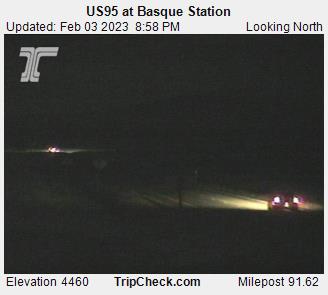 US95 at Basque Station
Updated: Feb 03 2023 8:58 PM Looking North
Elevation 4460 TripCheck.com Milepost 91.62